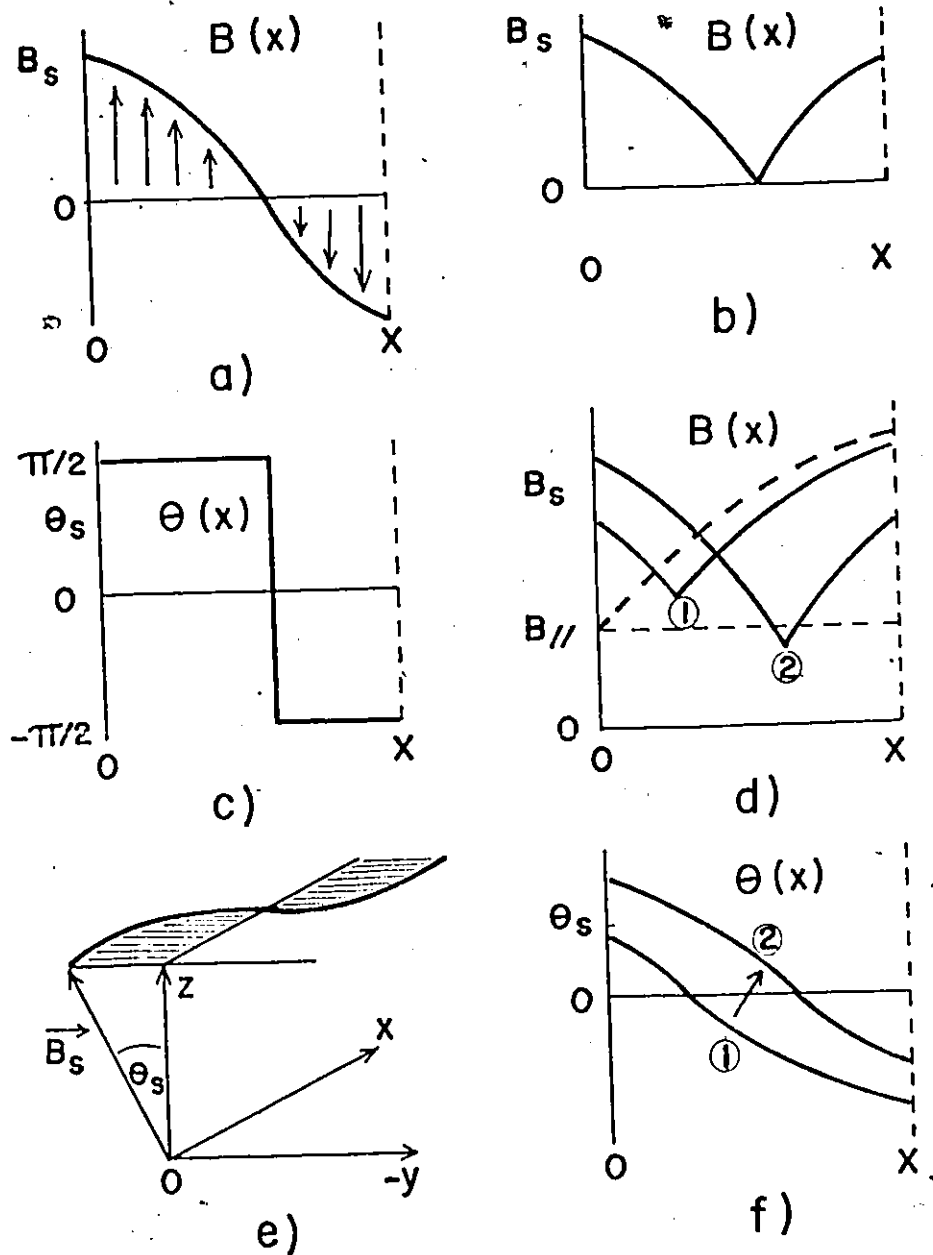 B (x)
B_s
0
0
X
a)
B (x)
B_s
0
0
X
b)
π/2
θ_s
Θ (x)
0
-π/2
0
X
c)
B (x)
B_s
B_//
①
②
0
0
X
d)
z
B_s
θ_s
x
0
-y
e)
Θ (x)
θ_s
②
0
①
0
X
f)